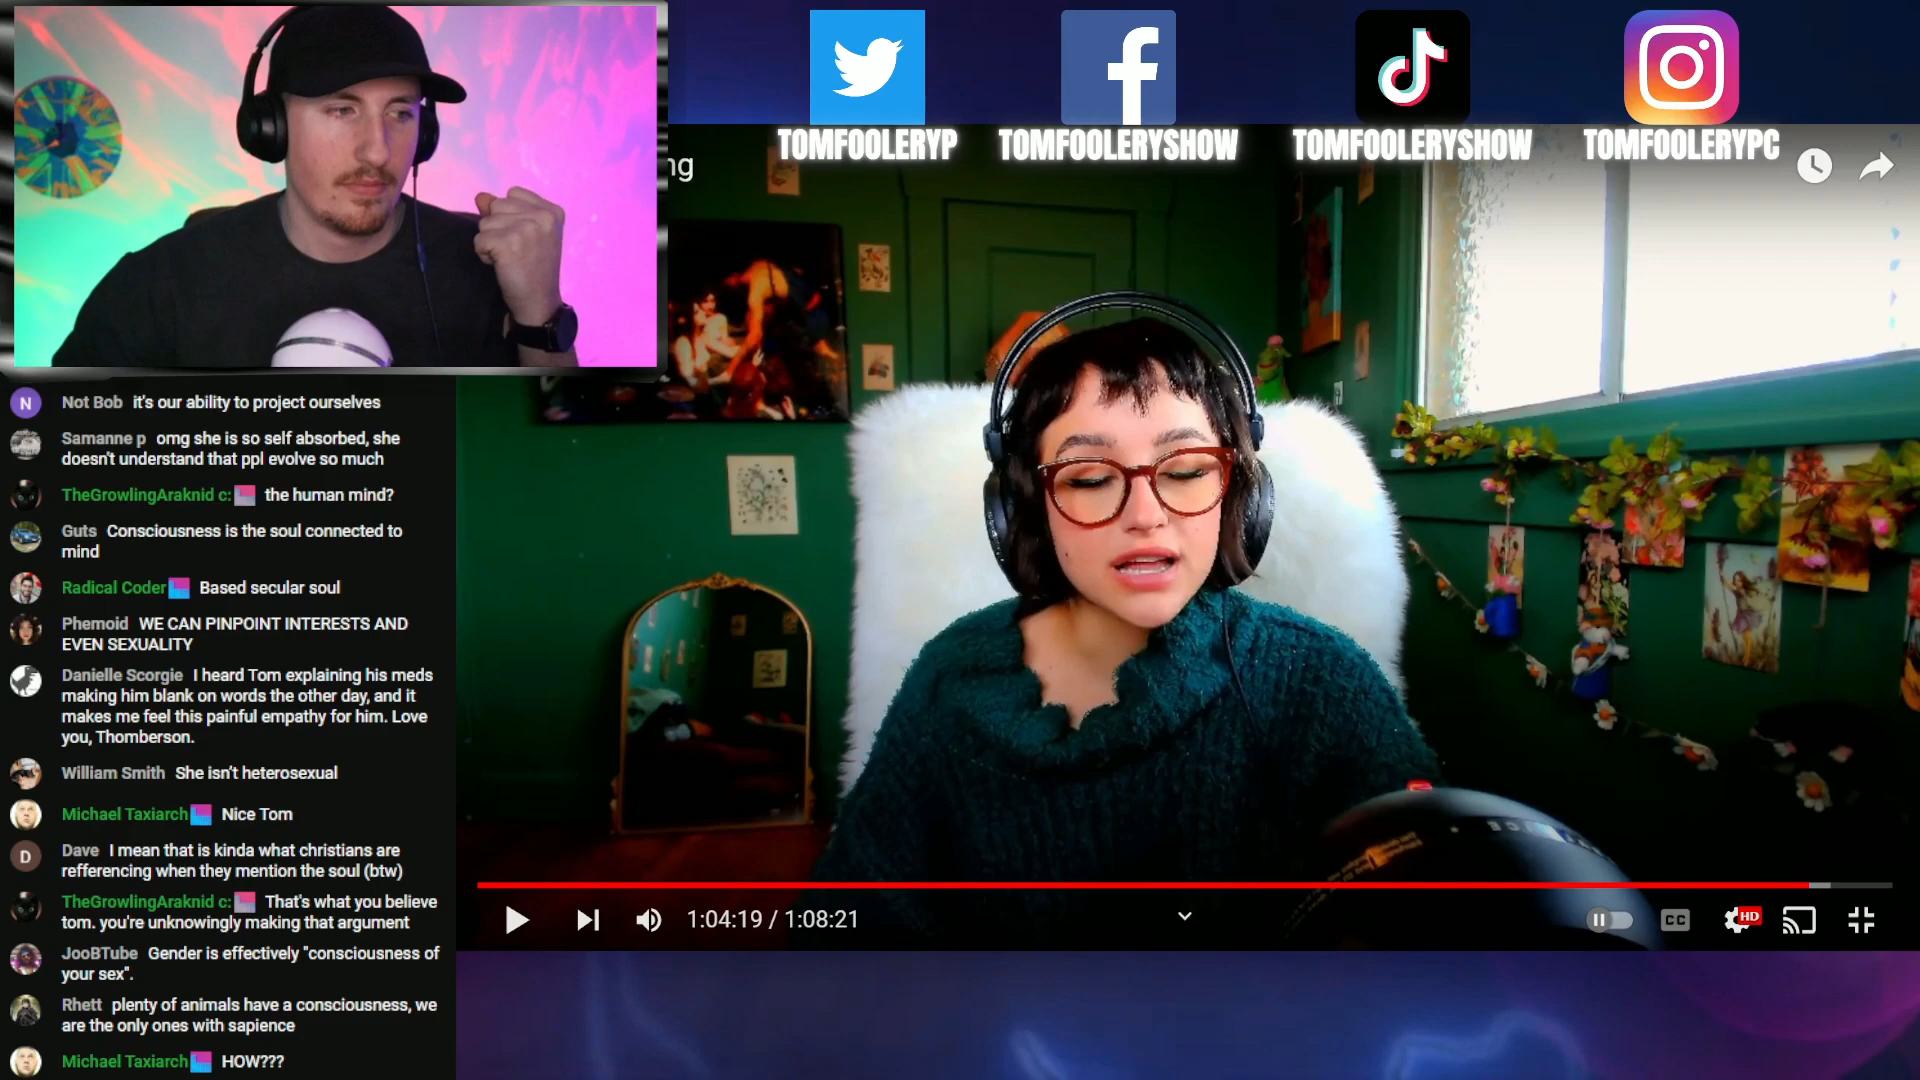 TOMFOOLERYP
TOMFOOLERYSHOW
TOMFOOLERYSHOW
TOMFOOLERYPC
ng
Not Bob it's our ability to project ourselves
Samanne p omg she is so self absorbed, she
doesn't understand that ppl evolve so much
TheGrowlingAraknid c: the human mind?
Guts Consciousness is the soul connected to
mind
Radical Coder Based secular soul
Phemoid WE CAN PINPOINT INTERESTS AND
EVEN SEXUALITY
Danielle Scorgie I heard Tom explaining his meds
making him blank on words the other day, and it
makes me feel this painful empathy for him. Love
you, Thomberson.
William Smith She isn't heterosexual
Michael Taxiarch Nice Tom
D
Dave I mean that is kinda what christians are
refferencing when they mention the soul (btw)
TheGrowlingAraknid c: That's what you believe
tom. you're unknowingly making that argument
JooBTube Gender is effectively "consciousness of
your sex".
Rhett plenty of animals have a consciousness, we
are the only ones with sapience
Michael Taxiarch HOW???
N
1:04:19 / 1:08:21
CC
HD